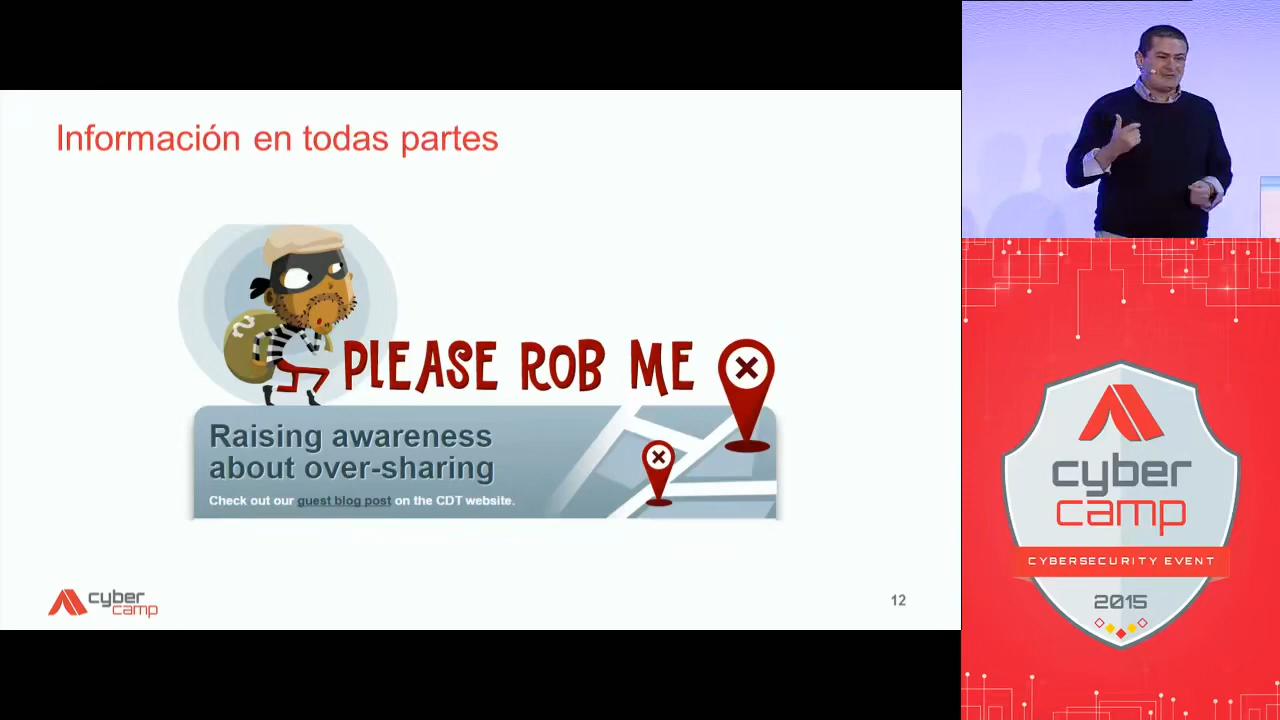 Información en todas partes
PLEASE ROB ME
Raising awareness
about over-sharing
Check out our guest blog post on the CDT website.
cyber
camp
12
cyber
camp
CYBERSECURITY EVENT
2015